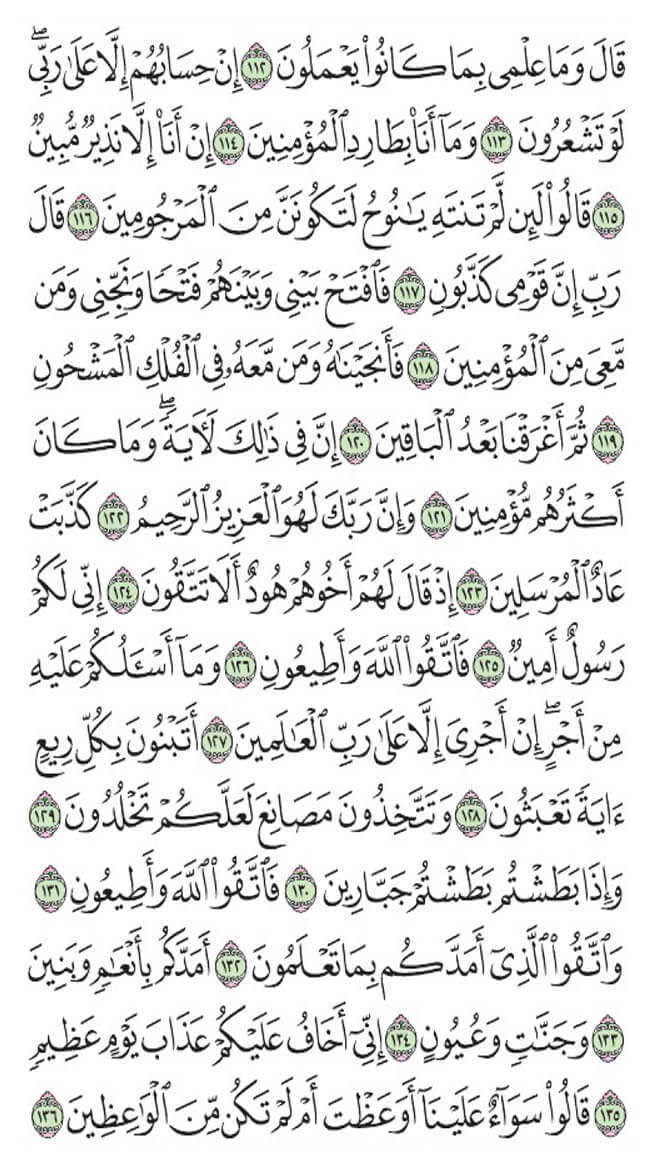 قَالَ وَمَا عِلْمِى بِمَا كَانُوا۟ يَعْمَلُونَ ١١٢ إِنْ حِسَابُهُمْ إِلَّا عَلَىٰ رَبِّى ۖ
لَوْ تَشْعُرُونَ ١١٣ وَمَآ أَنَا۠ بِطَارِدِ ٱلْمُؤْمِنِينَ ١١٤ إِنْ أَنَا۠ إِلَّا نَذِيرٌ مُّبِينٌ
١١٥ قَالُوا۟ لَئِن لَّمْ تَنتَهِ يَٰنُوحُ لَتَكُونَنَّ مِنَ ٱلْمَرْجُومِينَ ١١٦ قَالَ
رَبِّ إِنَّ قَوْمِى كَذَّبُونِ ١١٧ فَٱفْتَحْ بَيْنِى وَبَيْنَهُمْ فَتْحًا وَنَجِّنِى وَمَن
مَّعِىَ مِنَ ٱلْمُؤْمِنِينَ ١١٨ فَأَنجَيْنَٰهُ وَمَن مَّعَهُۥ فِى ٱلْفُلْكِ ٱلْمَشْحُونِ
١١٩ ثُمَّ أَغْرَقْنَا بَعْدُ ٱلْبَاقِينَ ١٢٠ إِنَّ فِى ذَٰلِكَ لَءَايَةً ۖ وَمَا كَانَ
أَكْثَرُهُم مُّؤْمِنِينَ ١٢١ وَإِنَّ رَبَّكَ لَهُوَ ٱلْعَزِيزُ ٱلرَّحِيمُ ١٢٢ كَذَّبَتْ
عَادٌ ٱلْمُرْسَلِينَ ١٢٣ إِذْ قَالَ لَهُمْ أَخُوهُمْ هُودٌ أَلَا تَتَّقُونَ ١٢٤ إِنِّى لَكُمْ
رَسُولٌ أَمِينٌ ١٢٥ فَٱتَّقُوا۟ ٱللَّهَ وَأَطِيعُونِ ١٢٦ وَمَآ أَسْـَٔلُكُمْ عَلَيْهِ
مِنْ أَجْرٍ ۖ إِنْ أَجْرِىَ إِلَّا عَلَىٰ رَبِّ ٱلْعَٰلَمِينَ ١٢٧ أَتَبْنُونَ بِكُلِّ رِيعٍ
ءَايَةً تَعْبَثُونَ ١٢٨ وَتَتَّخِذُونَ مَصَانِعَ لَعَلَّكُمْ تَخْلُدُونَ ١٢٩
وَإِذَا بَطَشْتُم بَطَشْتُمْ جَبَّارِينَ ١٣٠ فَٱتَّقُوا۟ ٱللَّهَ وَأَطِيعُونِ ١٣١
وَٱتَّقُوا۟ ٱلَّذِىٓ أَمَدَّكُم بِمَا تَعْلَمُونَ ١٣٢ أَمَدَّكُم بِأَنْعَٰمٍ وَبَنِينَ
١٣٣ وَجَنَّٰتٍ وَعُيُونٍ ١٣٤ إِنِّىٓ أَخَافُ عَلَيْكُمْ عَذَابَ يَوْمٍ عَظِيمٍ
١٣٥ قَالُوا۟ سَوَآءٌ عَلَيْنَآ أَوَعَظْتَ أَمْ لَمْ تَكُن مِّنَ ٱلْوَٰعِظِينَ ١٣٦